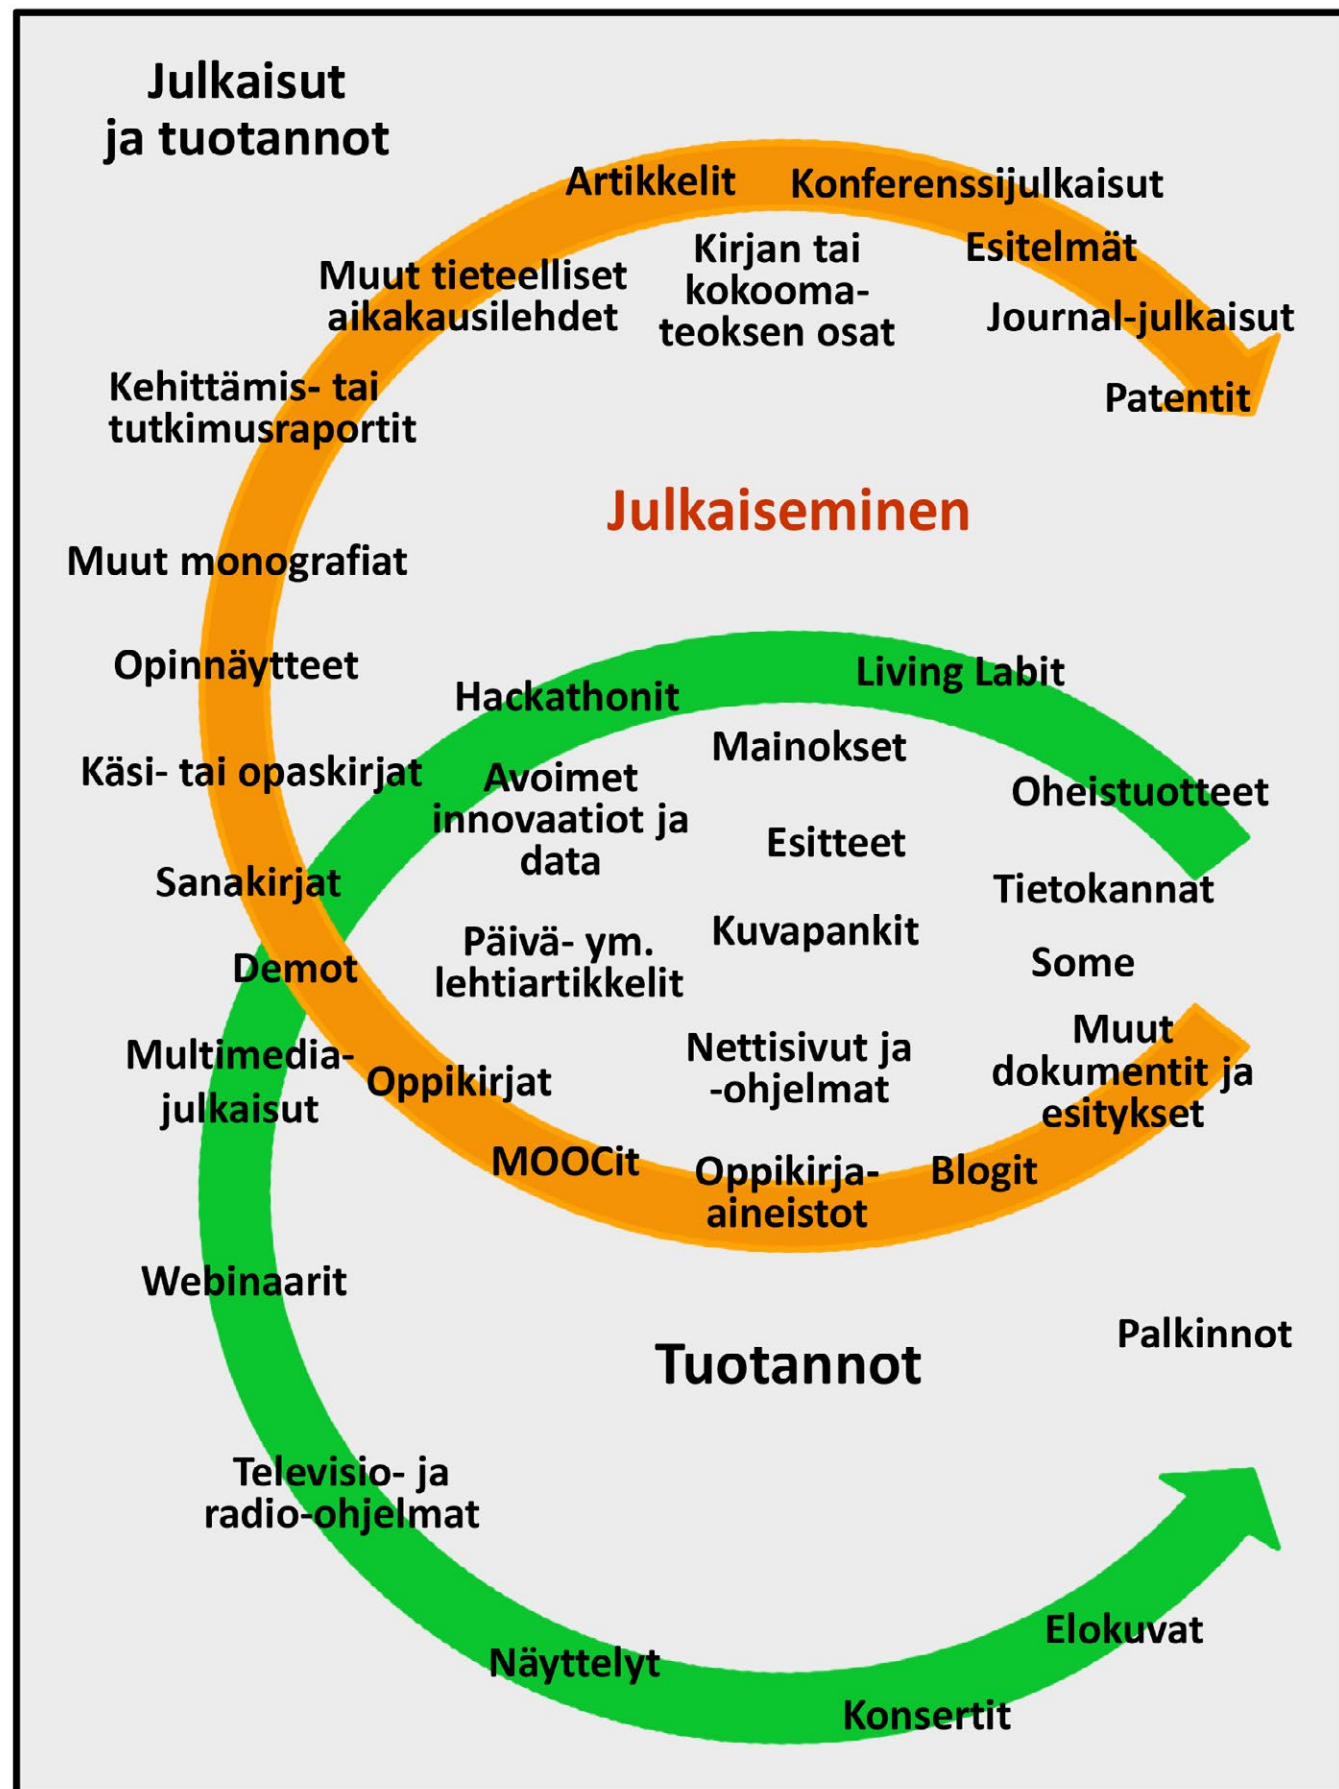 Julkaisut
ja tuotannot
Artikkelit
Konferenssijulkaisut
Kirjan tai
kokooma-
teoksen osat
Esitelmät
Muut tieteelliset
aikakausilehdet
Journal-julkaisut
Kehittämis- tai
tutkimusraportit
Patentit
Julkaiseminen
Muut monografiat
Opinnäytteet
Hackathonit
Living Labit
Mainokset
Käsi- tai opaskirjat
Avoimet
innovaatiot ja
data
Oheistuotteet
Esitteet
Sanakirjat
Tietokannat
Päivä- ym.
lehtiartikkelit
Kuvapankit
Demot
Some
Multimedia-
julkaisut
Oppikirjat
Nettisivut ja
-ohjelmat
Muut
dokumentit ja
esitykset
MOOCit
Oppikirja-
aineistot
Blogit
Webinaarit
Palkinnot
Tuotannot
Televisio- ja
radio-ohjelmat
Näyttelyt
Elokuvat
Konsertit